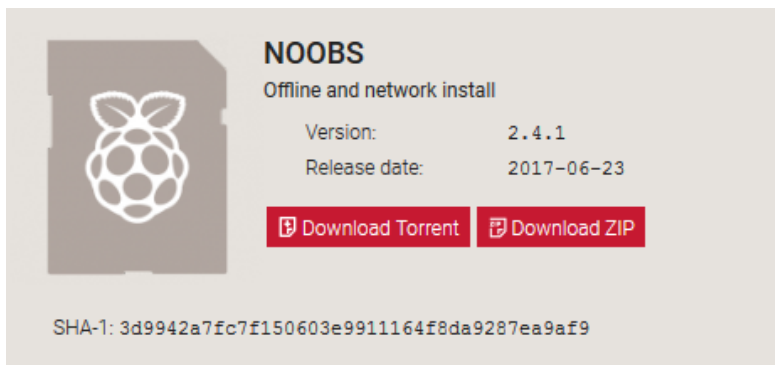 NOOBS
Offline and network install
Version: 2.4.1
Release date: 2017-06-23
Download Torrent Download ZIP
SHA-1: 3d9942a7fc7f150603e9911164f8da9287ea9af9